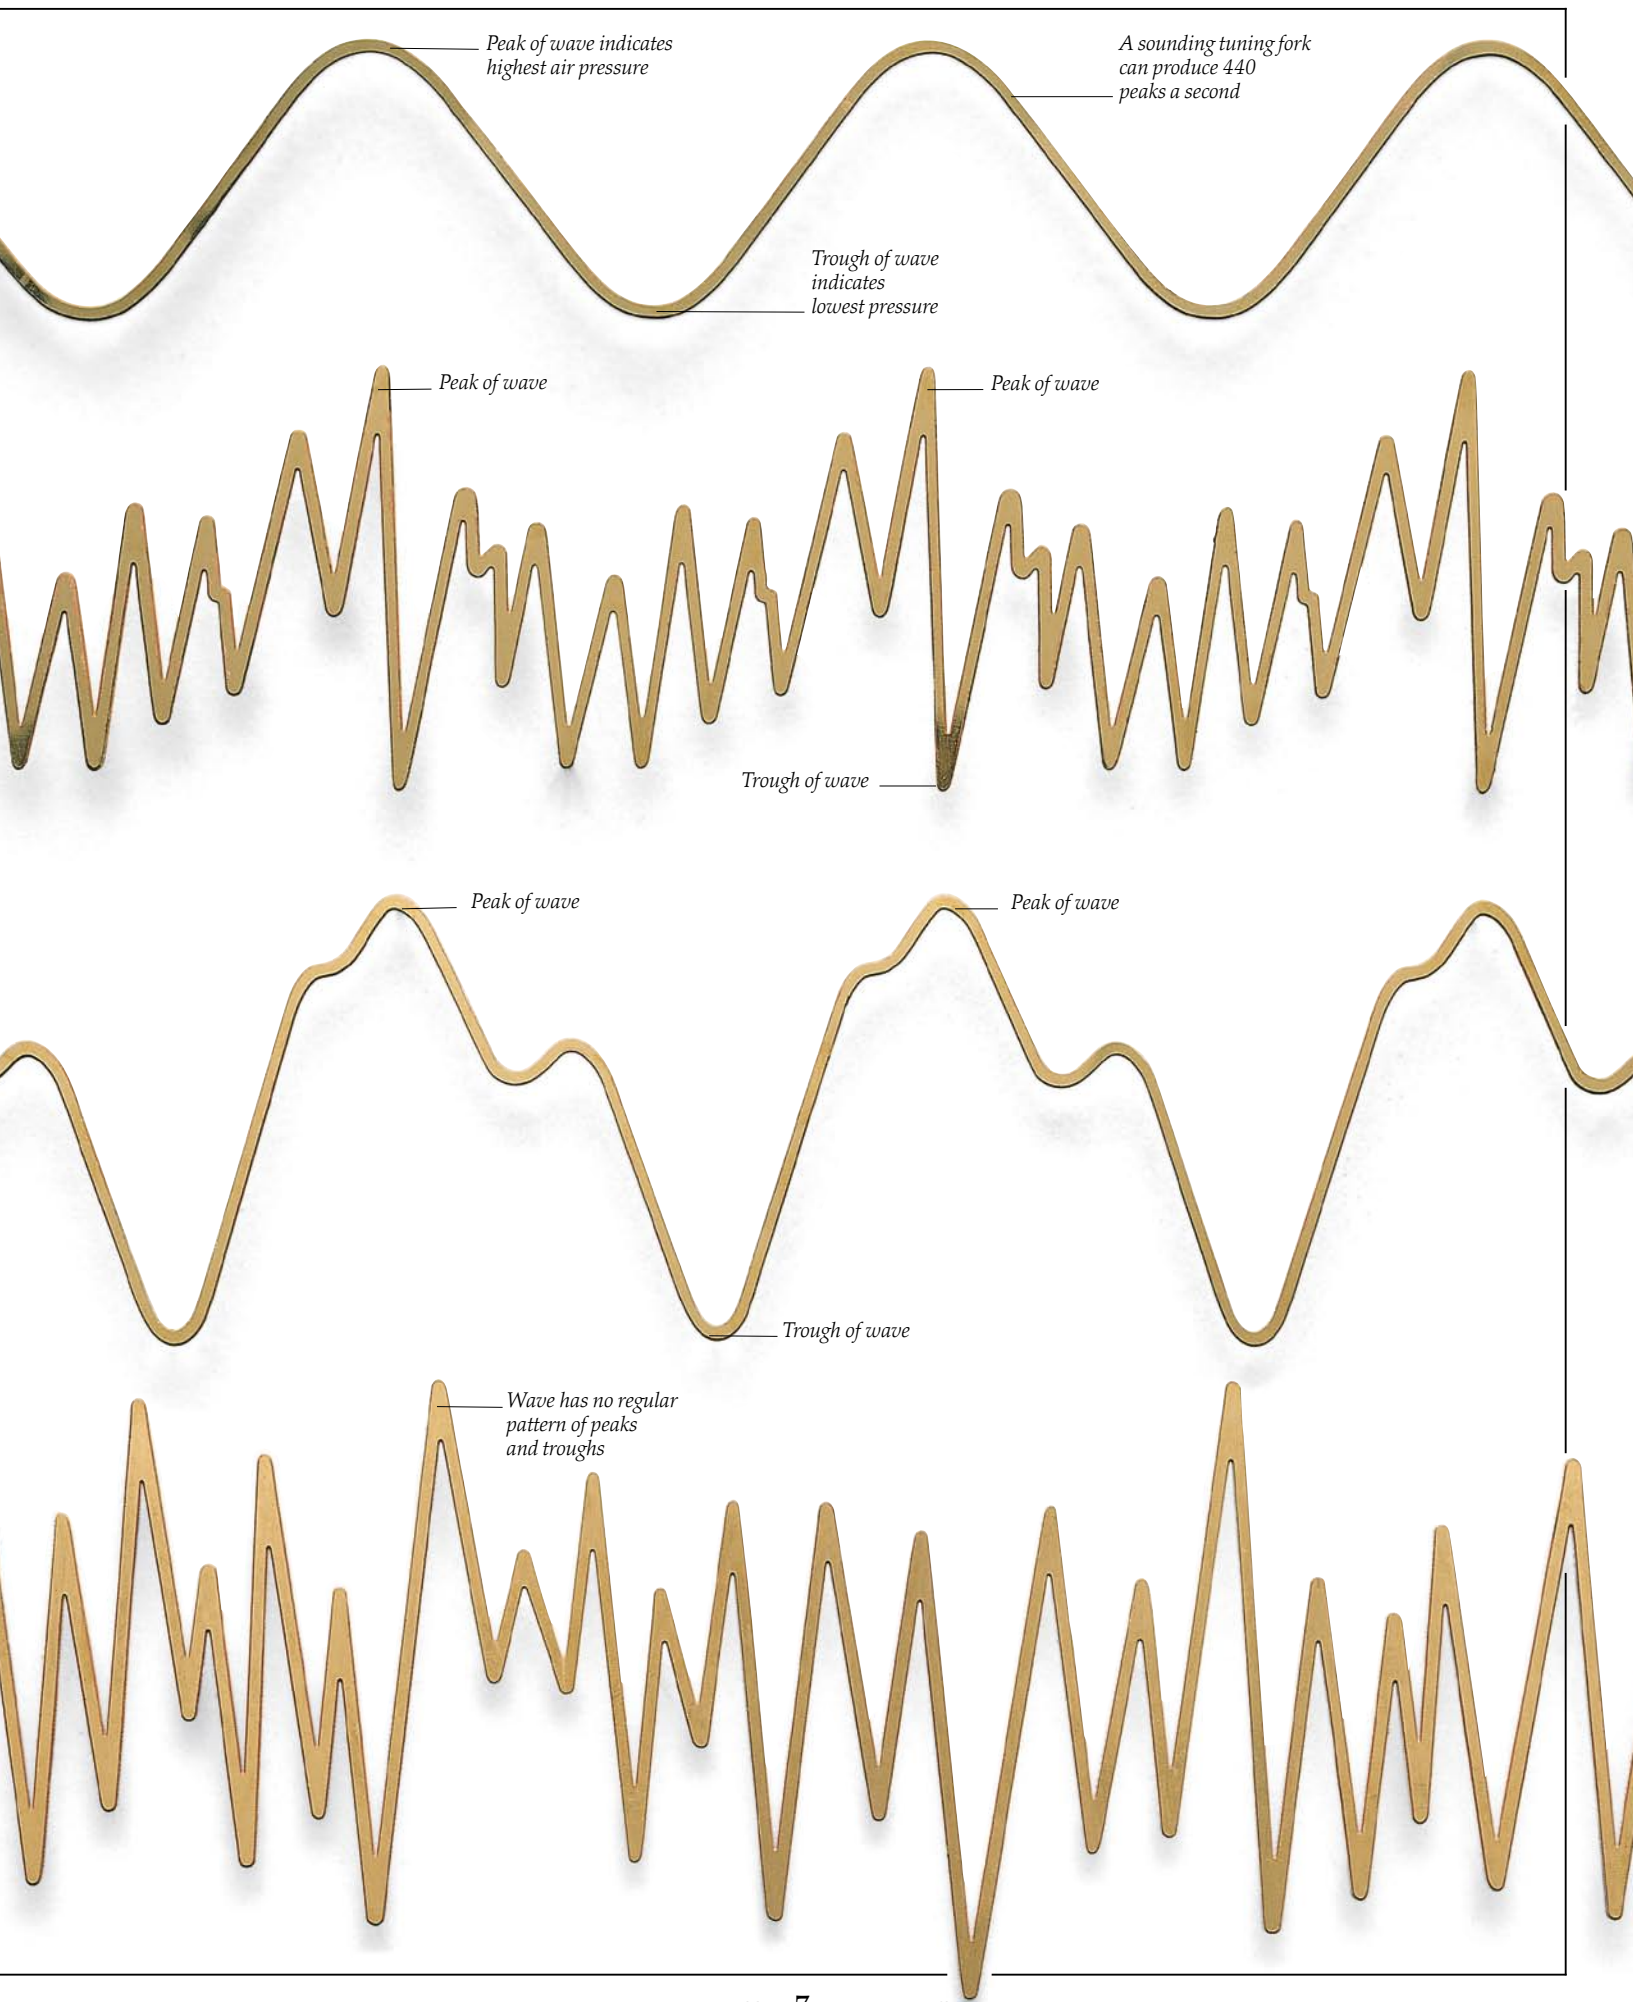 Peak of wave indicates
highest air pressure
A sounding tuning fork
can produce 440
peaks a second
Trough of wave
indicates
lowest pressure
Peak of wave
Peak of wave
Trough of wave
Peak of wave
Peak of wave
Trough of wave
Wave has no regular
pattern of peaks
and troughs
7